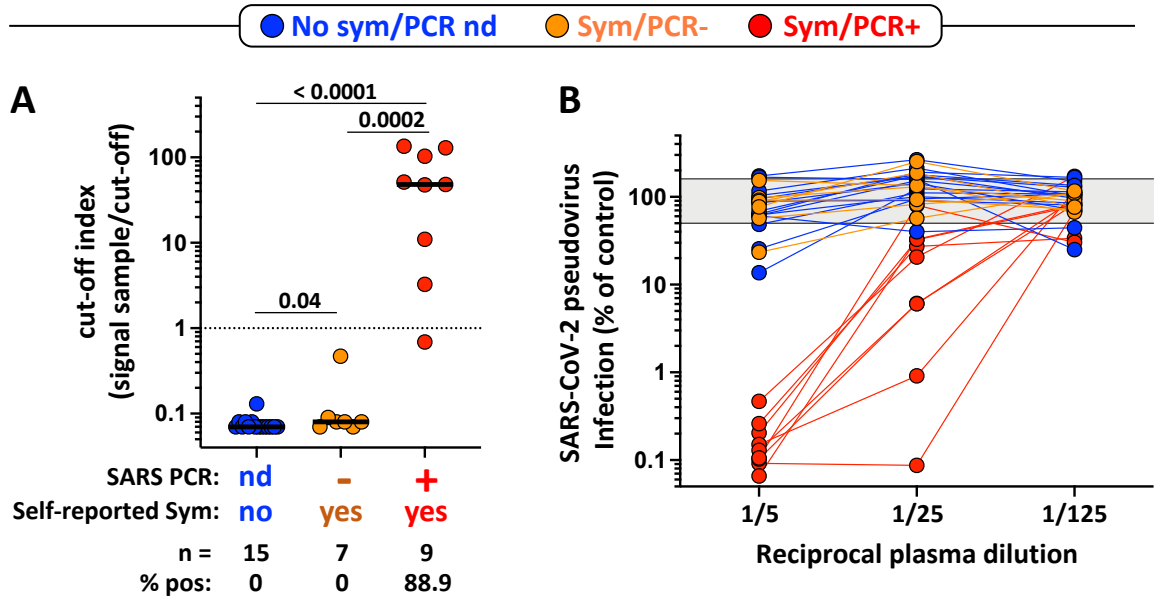 No sym/PCR nd Sym/PCR- Sym/PCR+
A
< 0.0001
0.0002
0.04
cut-off index
(signal sample/cut-off)
100
10
1
0.1
SARS PCR: nd - +
Self-reported Sym: no yes yes
n = 15 7 9
% pos: 0 0 88.9
B
SARS-CoV-2 pseudovirus
Infection (% of control)
100
10
1
0.1
1/5 1/25 1/125
Reciprocal plasma dilution